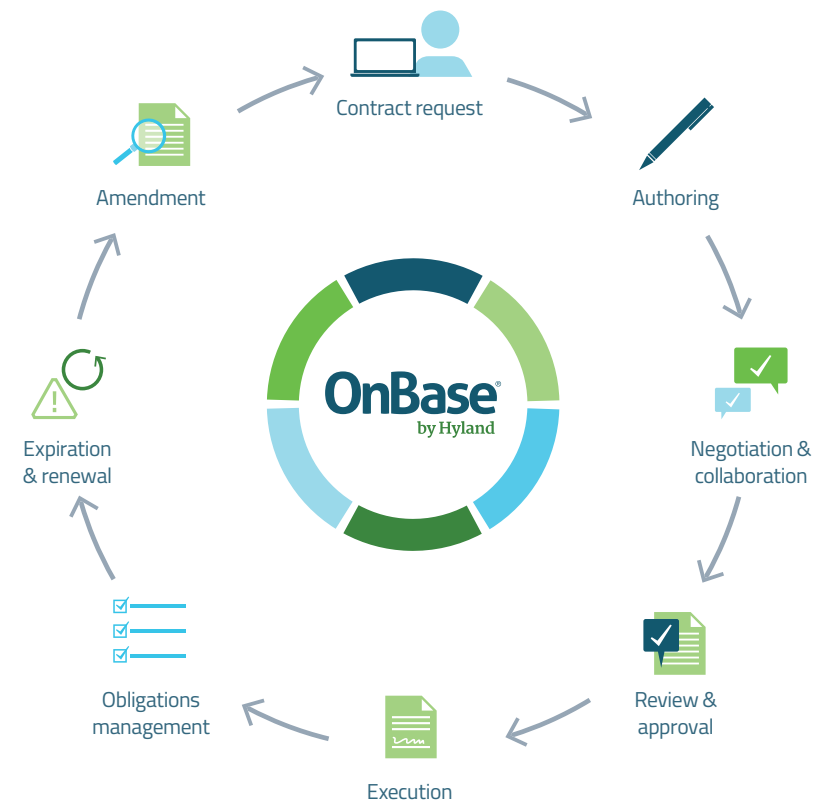 Contract request
Authoring
Negotiation &
collaboration
Review &
approval
Execution
Obligations
management
Expiration
& renewal
Amendment
OnBase®
by Hyland